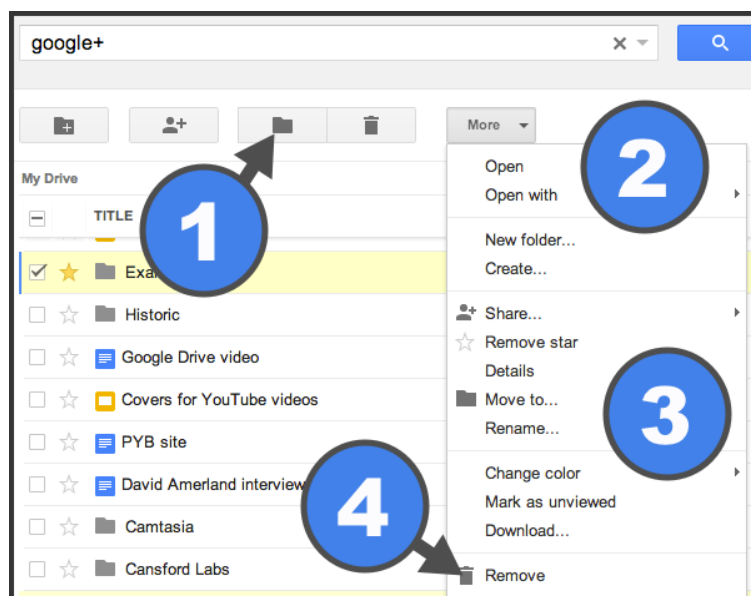 google+
More
1
2
My Drive
TITLE
Historic
Google Drive video
Covers for YouTube videos
PYB site
David Amerland interview
Camtasia
Cansford Labs
Open
Open with
New folder...
Create...
Share...
Remove star
Details
Move to...
Rename...
3
Change color
Mark as unviewed
Download...
4
Remove